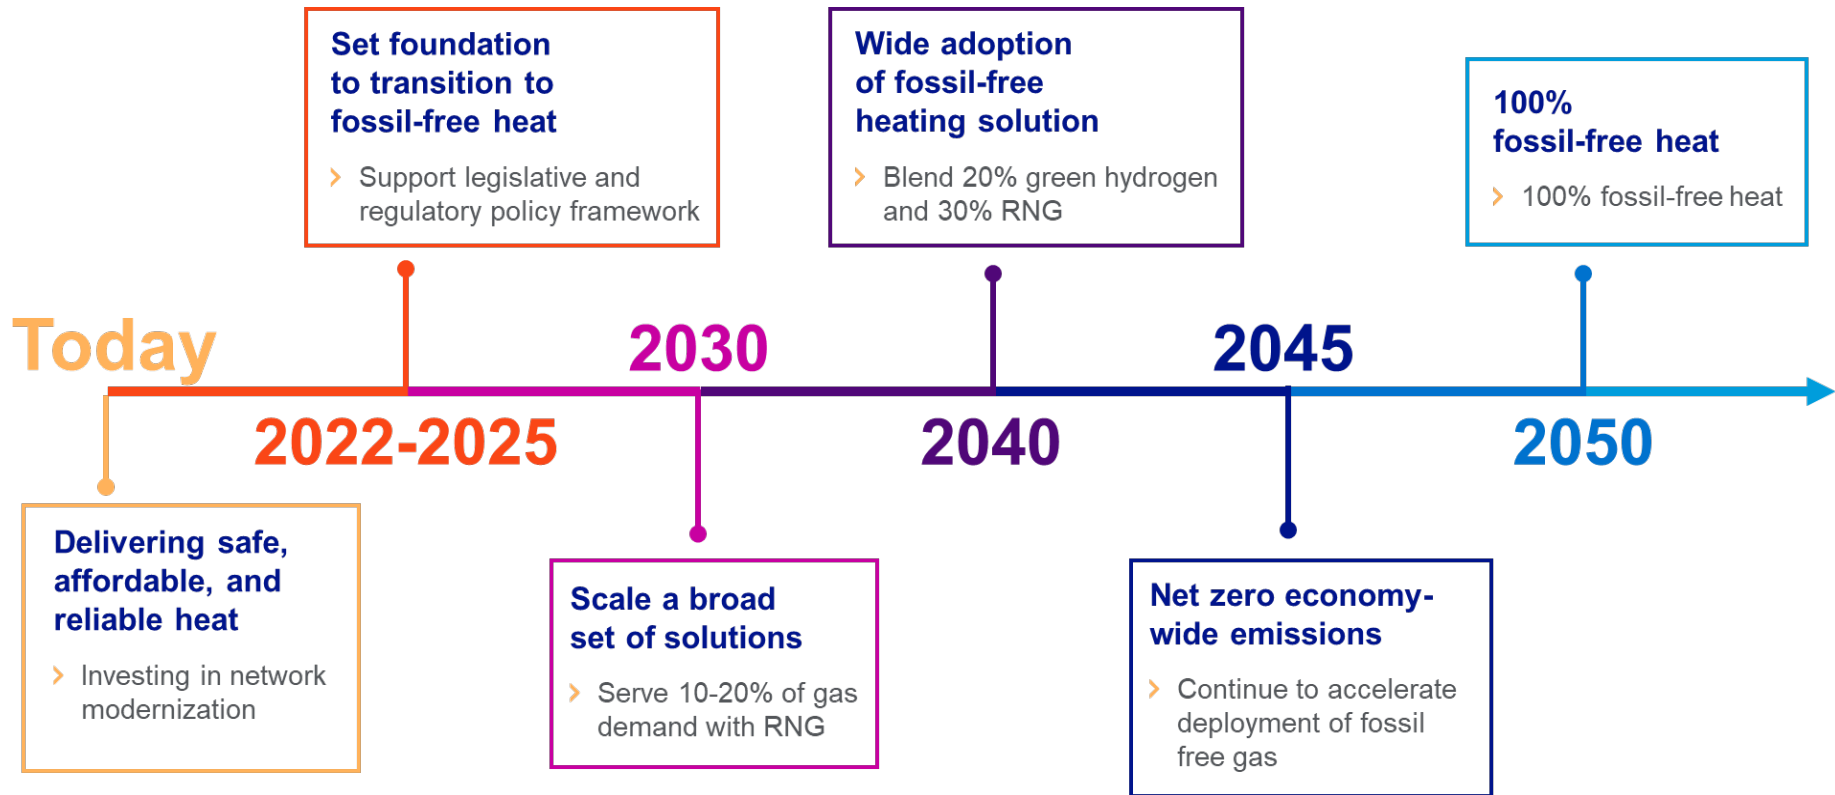 Set foundation
to transition to
fossil-free heat
Support legislative and
regulatory policy framework
Wide adoption
of fossil-free
heating solution
Blend 20% green hydrogen
and 30% RNG
100%
fossil-free heat
100% fossil-free heat
Today
2030
2045
2022-2025
2040
2050
Delivering safe,
affordable, and
reliable heat
Investing in network
modernization
Scale a broad
set of solutions
Serve 10-20% of gas
demand with RNG
Net zero economy-
wide emissions
Continue to accelerate
deployment of fossil
free gas